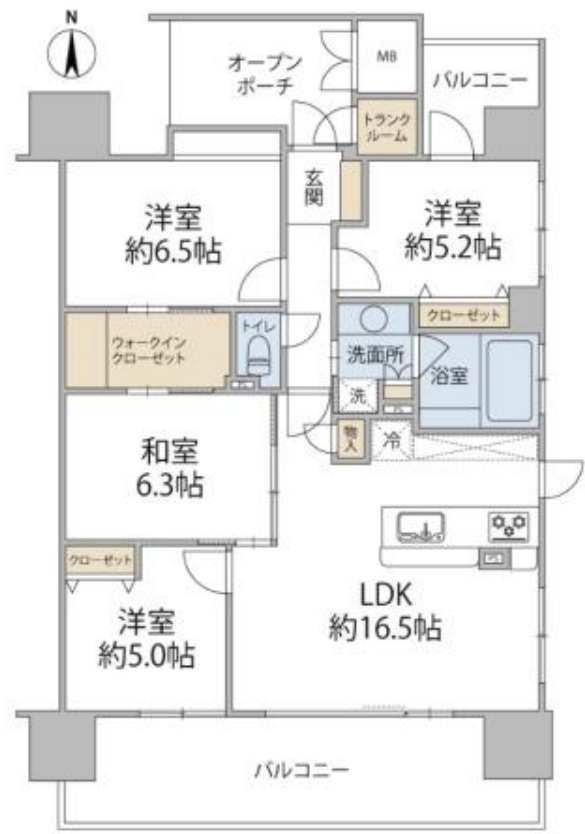 N
オープン
ポーチ
MB
バルコニー
トランク
ルーム
玄
関
洋室
約6.5帖
洋室
約5.2帖
クローゼット
ウォークイン
クローゼット
トイレ
洗面所
浴室
洗
物
入
冷
和室
6.3帖
クローゼット
洋室
約5.0帖
LDK
約16.5帖
バルコニー